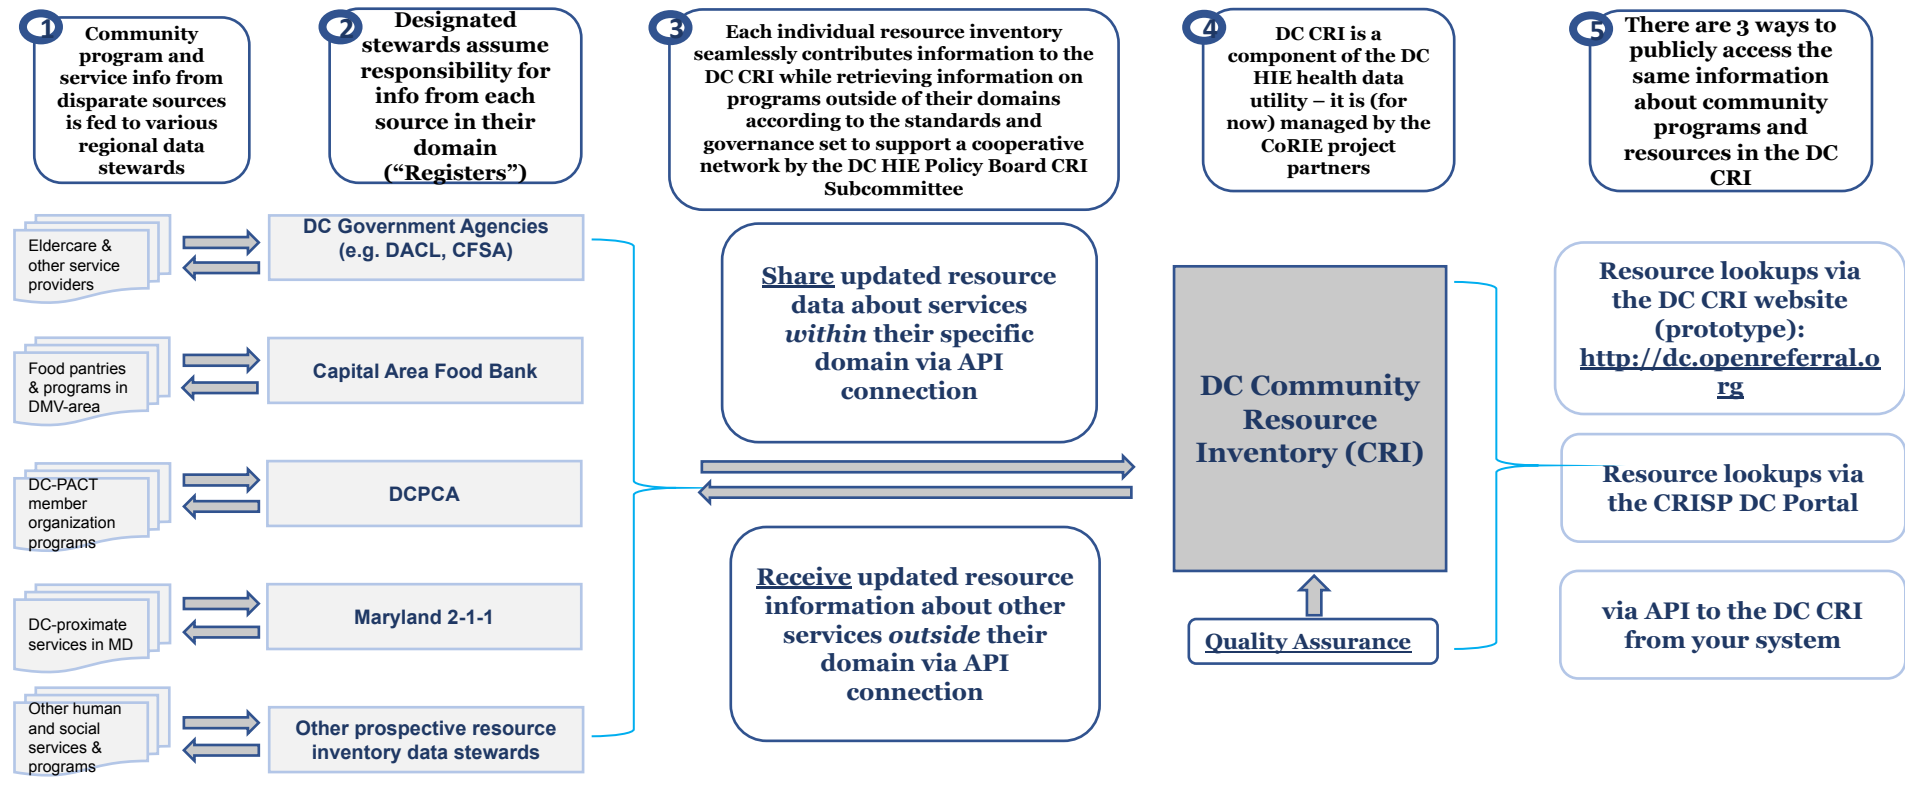 1
Community
program and
service info from
disparate sources
is fed to various
regional data
stewards
2
Designated
stewards assume
responsibility for
info from each
source in their
domain
(“Registers”)
3
Each individual resource inventory
seamlessly contributes information to the
DC CRI while retrieving information on
programs outside of their domains
according to the standards and
governance set to support a cooperative
network by the DC HIE Policy Board CRI
Subcommittee
4
DC CRI is a
component of the DC
HIE health data
utility – it is (for
now) managed by the
CoRIE project
partners
5
There are 3 ways to
publicly access the
same information
about community
programs and
resources in the DC
CRI
Eldercare &
other service
providers
DC Government Agencies
(e.g. DACL, CFSA)
Food pantries
& programs in
DMV-area
Capital Area Food Bank
DC-PACT
member
organization
programs
DCPCA
DC-proximate
services in MD
Maryland 2-1-1
Other human
and social
services &
programs
Other prospective resource
inventory data stewards
Share updated resource
data about services
within their specific
domain via API
connection
Receive updated resource
information about other
services outside their
domain via API
connection
DC Community
Resource
Inventory (CRI)
Quality Assurance
Resource lookups via
the DC CRI website
(prototype):
http://dc.openreferral.o
rg
Resource lookups via
the CRISP DC Portal
via API to the DC CRI
from your system